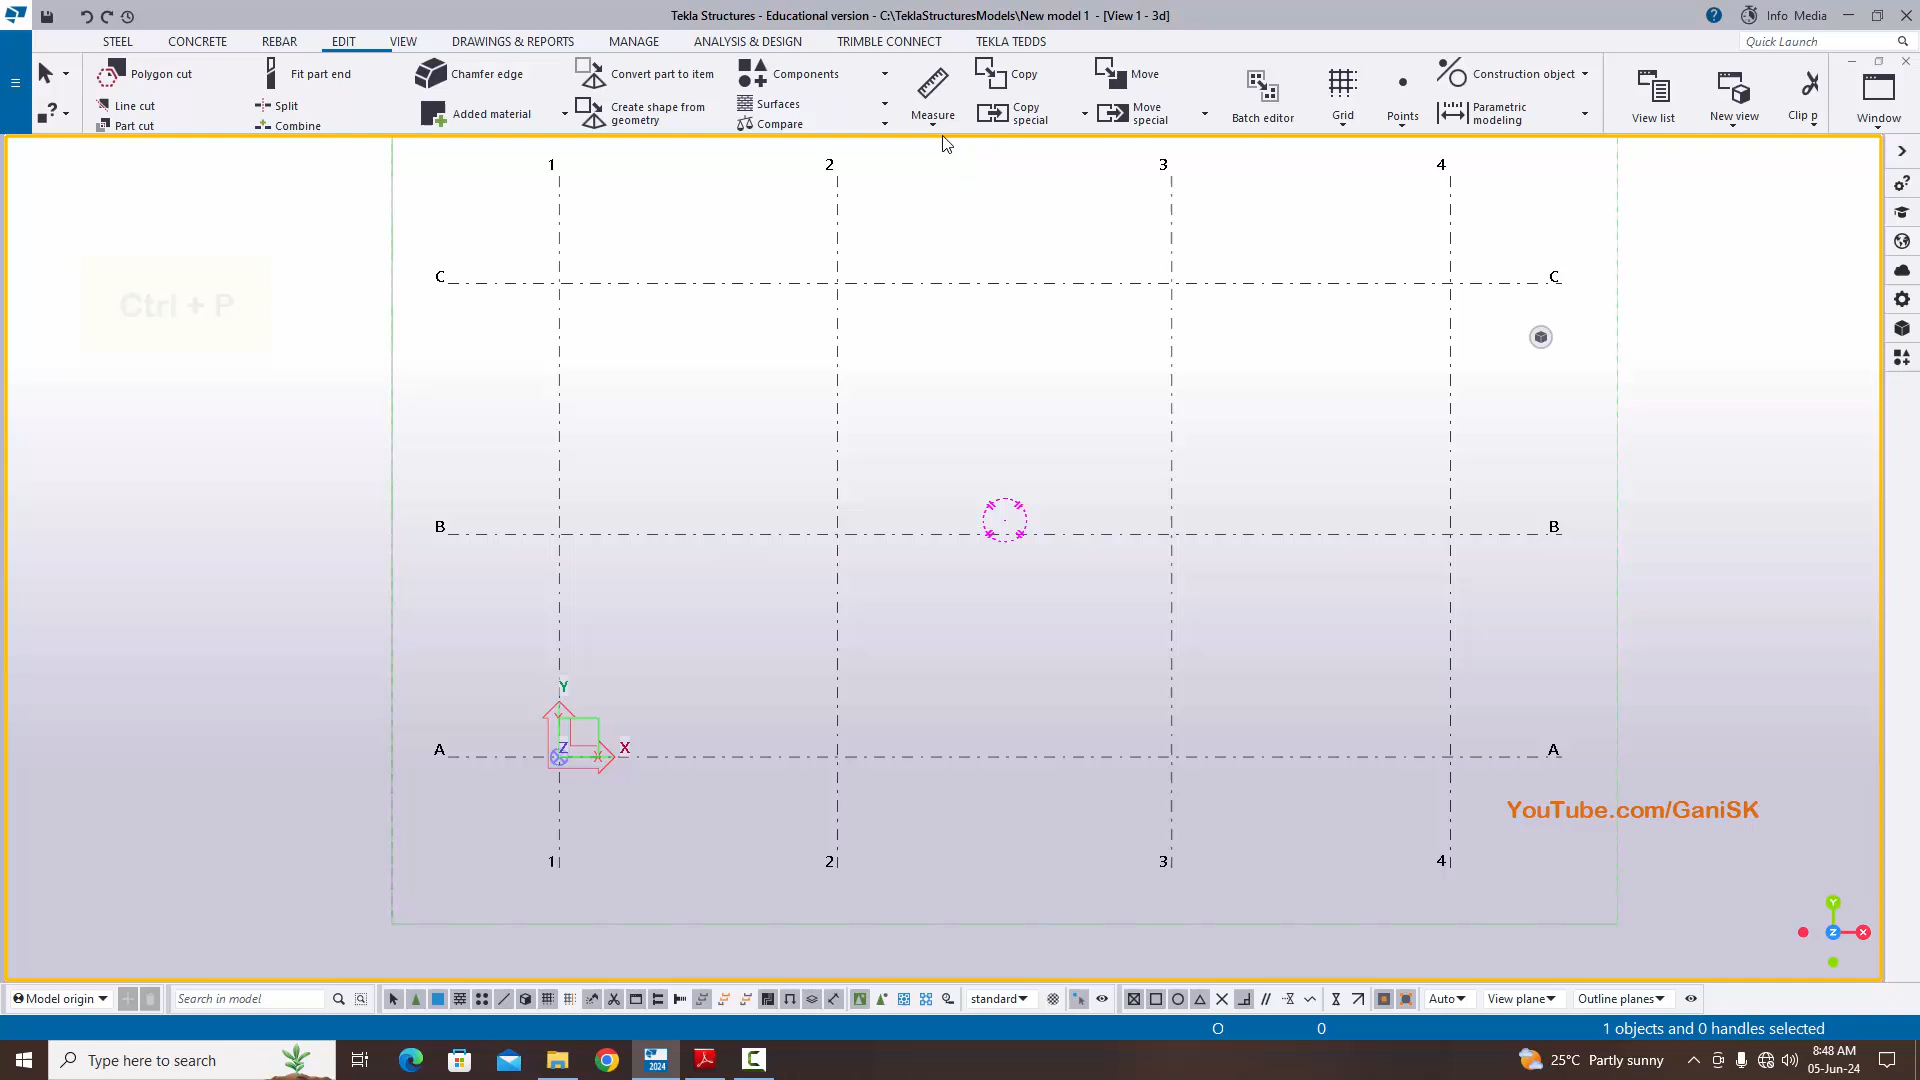 Tekla Structures - Educational version - C:\TeklaStructuresModels\New model 1 - [View 1 - 3d]
Info Media
STEEL CONCRETE REBAR EDIT VIEW DRAWINGS & REPORTS MANAGE ANALYSIS & DESIGN TRIMBLE CONNECT TEKLA TEDDS
Quick Launch
Polygon cut
Line cut
Part cut
Fit part end
Split
Combine
Chamfer edge
Added material
Convert part to item
Create shape from
geometry
Components
Surfaces
Compare
Measure
Copy
Copy
special
Move
Move
special
Batch editor
Grid
Points
Construction object
Parametric
modeling
View list
New view
Clip p
Window
1 2 3 4
C C
Ctrl + P
B B
Y
Z X
A A
YouTube.com/GaniSK
1 2 3 4
Y
Z X
Model origin
Search in model
standard
Auto
View plane
Outline planes
O 0 1 objects and 0 handles selected
Type here to search
2024
25°C Partly sunny
8:48 AM
05-Jun-24